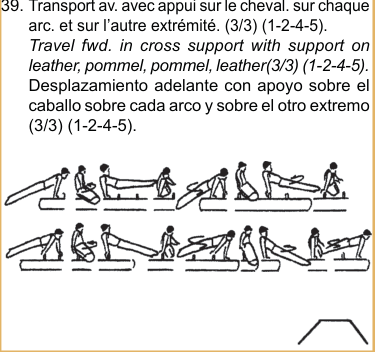 39. Transport av. avec appui sur le cheval. sur chaque
arc. et sur l'autre extrémité. (3/3) (1-2-4-5).
Travel fwd. in cross support with support on
leather, pommel, pommel, leather(3/3) (1-2-4-5).
Desplazamiento adelante con apoyo sobre el
caballo sobre cada arco y sobre el otro extremo
(3/3) (1-2-4-5).